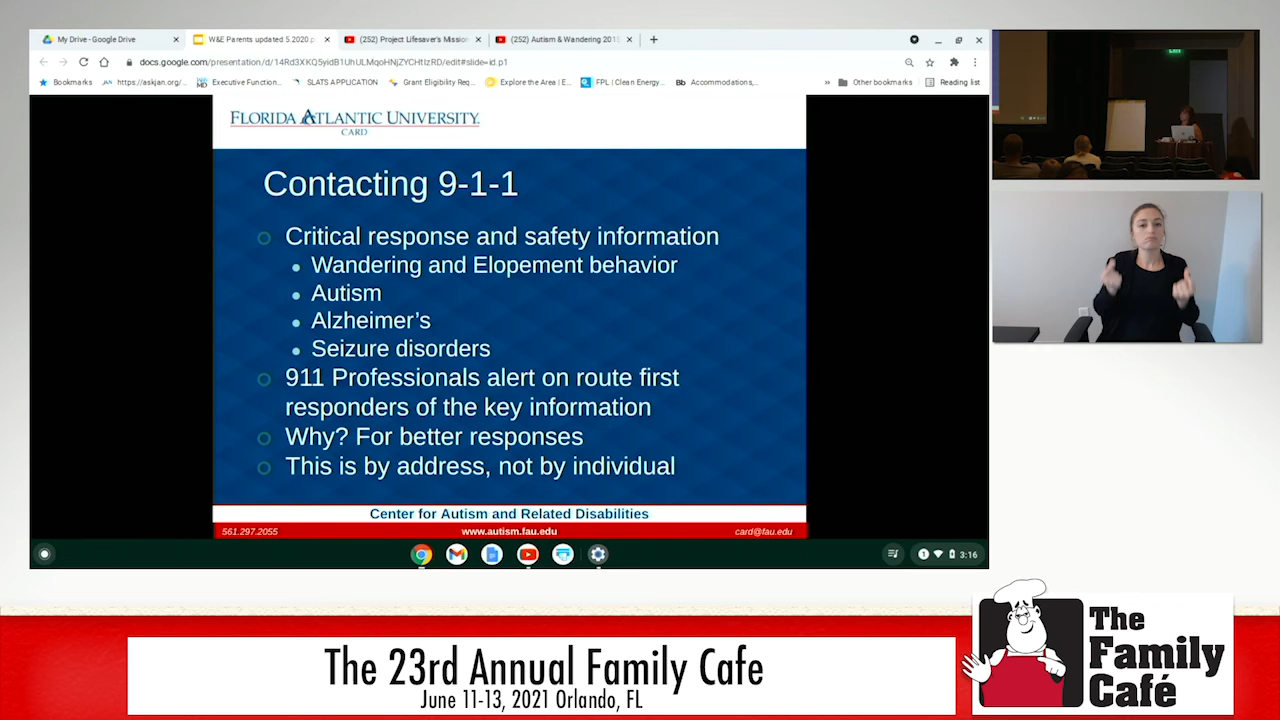 My Drive - Google Drive
W&E Parents updated 5.2020 p
(252) Project Lifesaver's Mission
(252) Autism & Wandering 201
docs.google.com/presentation/d/14Rd3XKQ5yidB1UhULMqoHNjZYCHtIzRD/edit#slide=id.p1
Bookmarks
https://askjan.org/...
Executive Function...
SLATS APPLICATION
Grant Eligibility Req...
Explore the Area | E...
FPL | Clean Energy...
Bb Accommodations,...
»
Other bookmarks
Reading list
FLORIDA ATLANTIC UNIVERSITY.
CARD
Contacting 9-1-1
Critical response and safety information
Wandering and Elopement behavior
Autism
Alzheimer's
Seizure disorders
911 Professionals alert on route first
responders of the key information
Why? For better responses
This is by address, not by individual
Center for Autism and Related Disabilities
561.297.2055
www.autism.fau.edu
card@fau.edu
1
3:16
The 23rd Annual Family Cafe
June 11-13, 2021 Orlando, FL
The
Family
Café